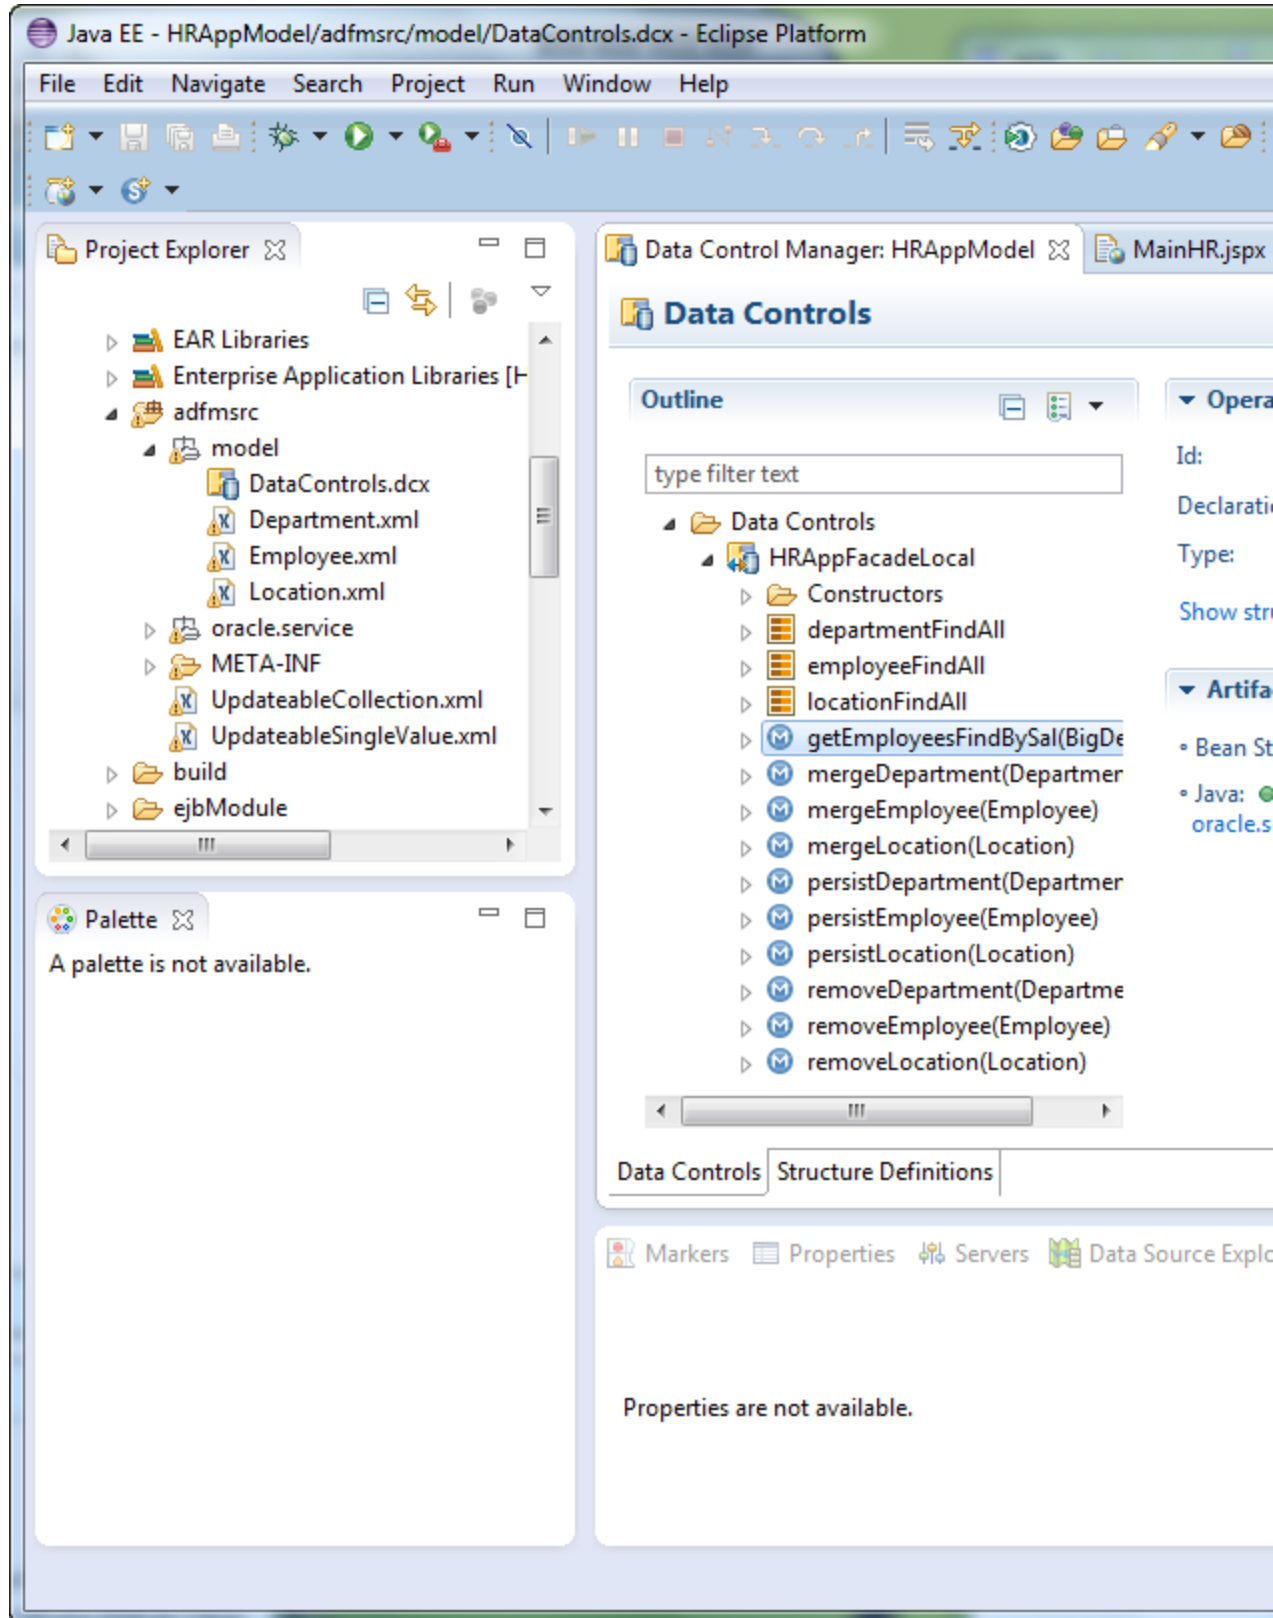 Java EE - HRAppModel/adfmsrc/model/DataControls.dcx - Eclipse Platform
File Edit Navigate Search Project Run Window Help
Project Explorer
EAR Libraries
Enterprise Application Libraries [H
adfmsrc
model
DataControls.dcx
Department.xml
Employee.xml
Location.xml
oracle.service
META-INF
UpdateableCollection.xml
UpdateableSingleValue.xml
build
ejbModule
Palette
A palette is not available.
Data Control Manager: HRAppModel MainHR.jspx
Data Controls
Outline
type filter text
Data Controls
HRAppFacadeLocal
Constructors
departmentFindAll
employeeFindAll
locationFindAll
getEmployeesFindBySal(BigDe
mergeDepartment(Departmen
mergeEmployee(Employee)
mergeLocation(Location)
persistDepartment(Departmen
persistEmployee(Employee)
persistLocation(Location)
removeDepartment(Departme
removeEmployee(Employee)
removeLocation(Location)
Opera
Id:
Declaratio
Type:
Show stru
Artifa
Bean St
Java:
oracle.s
Data Controls Structure Definitions
Markers Properties Servers Data Source Explo
Properties are not available.